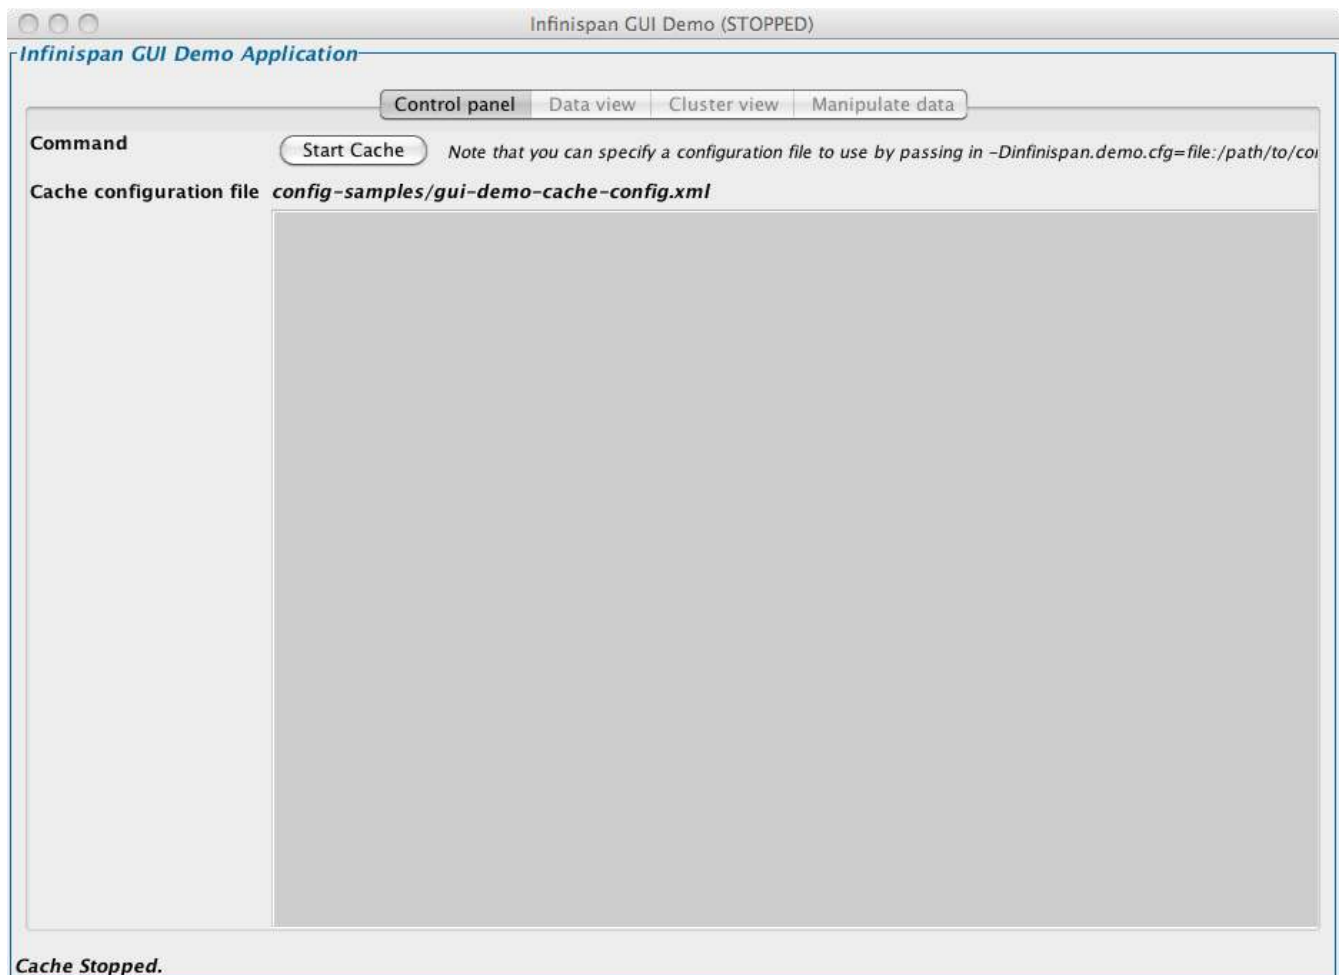 Infinispan GUI Demo (STOPPED)
Infinispan GUI Demo Application
Control panel Data view Cluster view Manipulate data
Command Start Cache Note that you can specify a configuration file to use by passing in -Dinfinispan.demo.cfg=file:/path/to/
Cache configuration file config-samples/gui-demo-cache-config.xml
Cache Stopped.